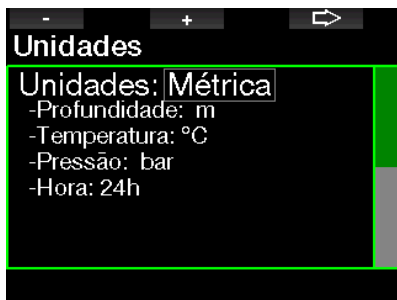 - +
Unidades
Unidades: Métrica
-Profundidade: m
-Temperatura: °C
-Pressão: bar
-Hora: 24h